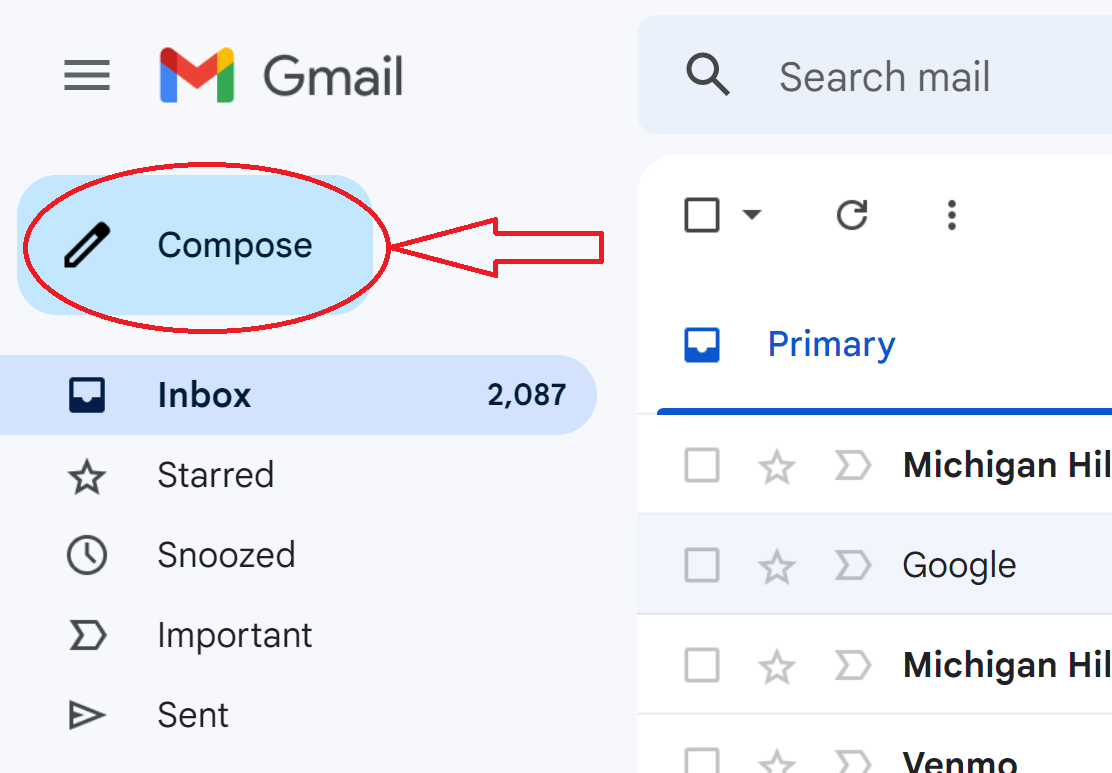 Gmail
Search mail
Compose
Primary
Inbox 2,087
Starred
Michigan Hil
Snoozed
Google
Important
Michigan Hil
Sent
Venmo